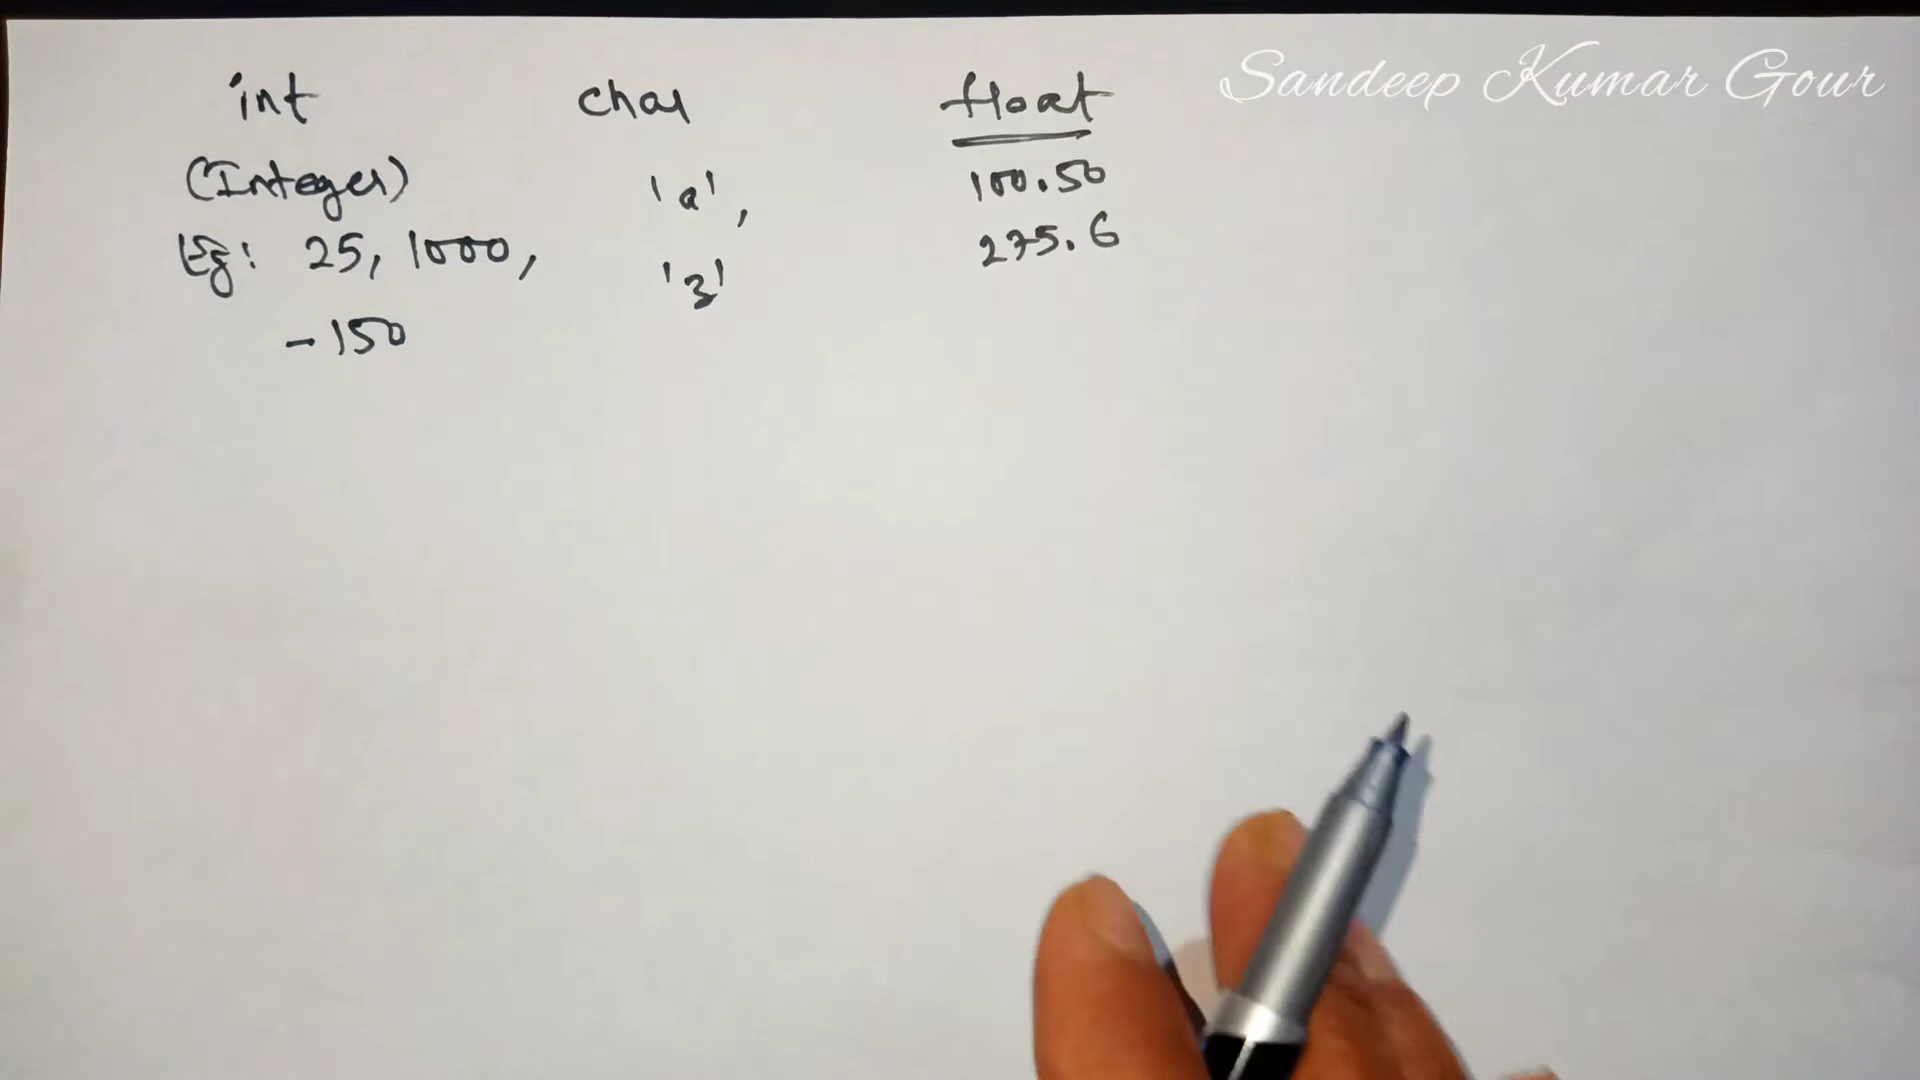 int char float
(Integer) 'a', 100.50
Eg: 25, 1000, '3' 275.6
-150
Sandeep Kumar Gour